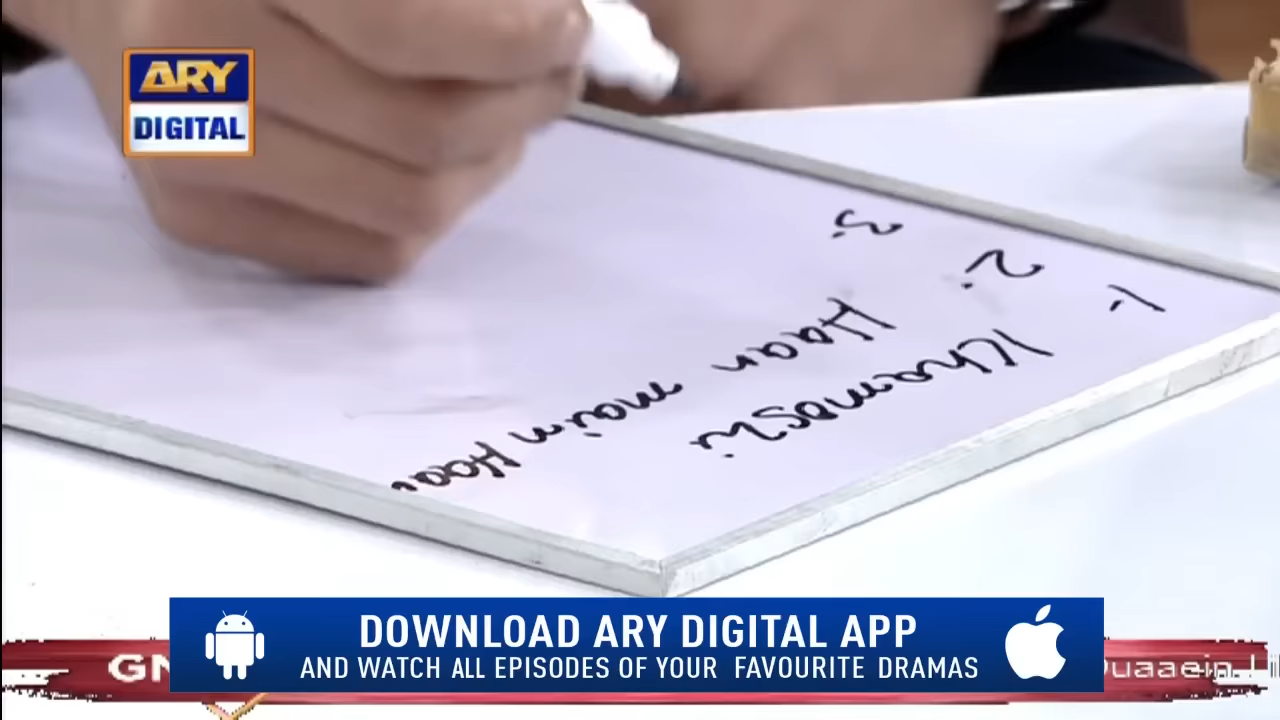 ARY
DIGITAL
1-
Khamoshi
2.
Haan main Haa
3.
DOWNLOAD ARY DIGITAL APP
AND WATCH ALL EPISODES OF YOUR FAVOURITE DRAMAS
GN
Duaaein